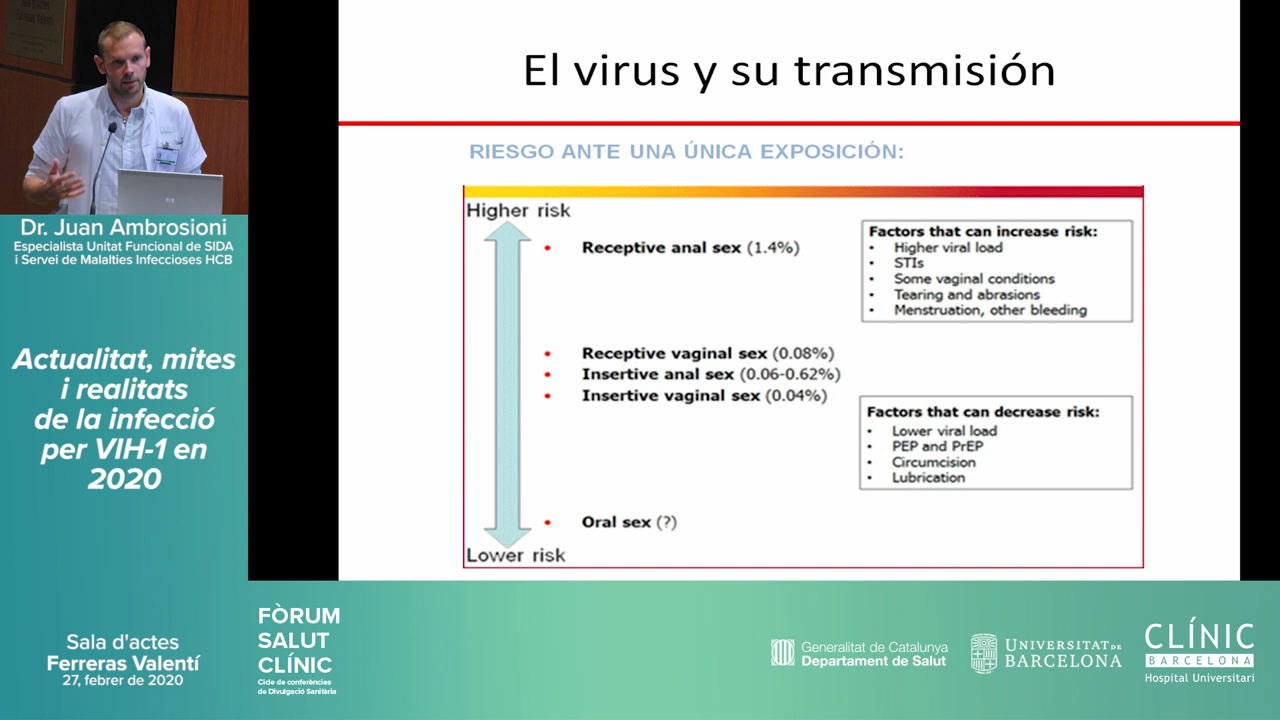 Dr. Juan Ambrosioni
Especialista Unitat Funcional de SIDA
i Servei de Malalties Infeccioses HCB
Actualitat, mites
i realitats
de la infecció
per VIH-1 en
2020
Sala d'actes
Ferreras Valentí
27, febrer de 2020
El virus y su transmisión
RIESGO ANTE UNA ÚNICA EXPOSICIÓN:
Higher risk
• Receptive anal sex (1.4%)
• Receptive vaginal sex (0.08%)
• Insertive anal sex (0.06-0.62%)
• Insertive vaginal sex (0.04%)
• Oral sex (?)
Lower risk
Factors that can increase risk:
• Higher viral load
• STIs
• Some vaginal conditions
• Tearing and abrasions
• Menstruation, other bleeding
Factors that can decrease risk:
• Lower viral load
• PEP and PrEP
• Circumcision
• Lubrication
FÒRUM
SALUT
CLÍNIC
Cicle de conferències
de Divulgació Sanitària
Generalitat de Catalunya
Departament de Salut
UNIVERSITAT DE
BARCELONA
CLÍNIC
BARCELONA
Hospital Universitari